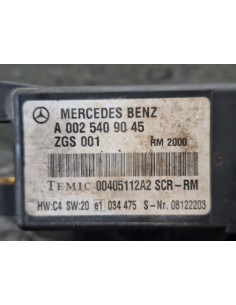 MERCEDES BENZ
A 002 540 90 45
ZGS 001 RM 2000
TEMIC 00405112A2 SCR-RM
HW:C4 SW:20 e1 034 475 S-Nr. 08122203